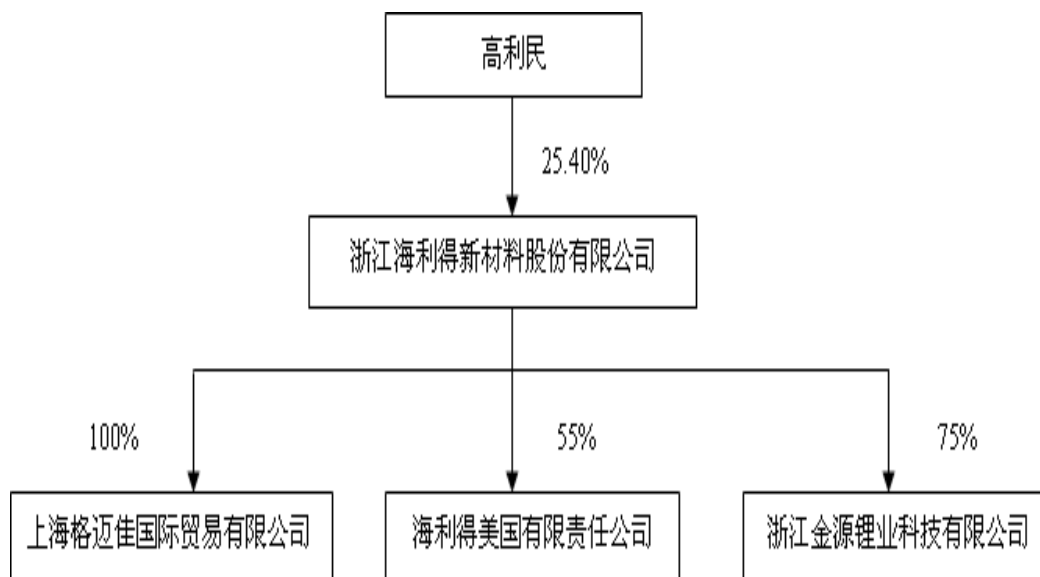 高利民
25.40%
浙江海利得新材料股份有限公司
100%
55%
75%
上海格迈佳国际贸易有限公司
海利得美国有限责任公司
浙江金源锂业科技有限公司